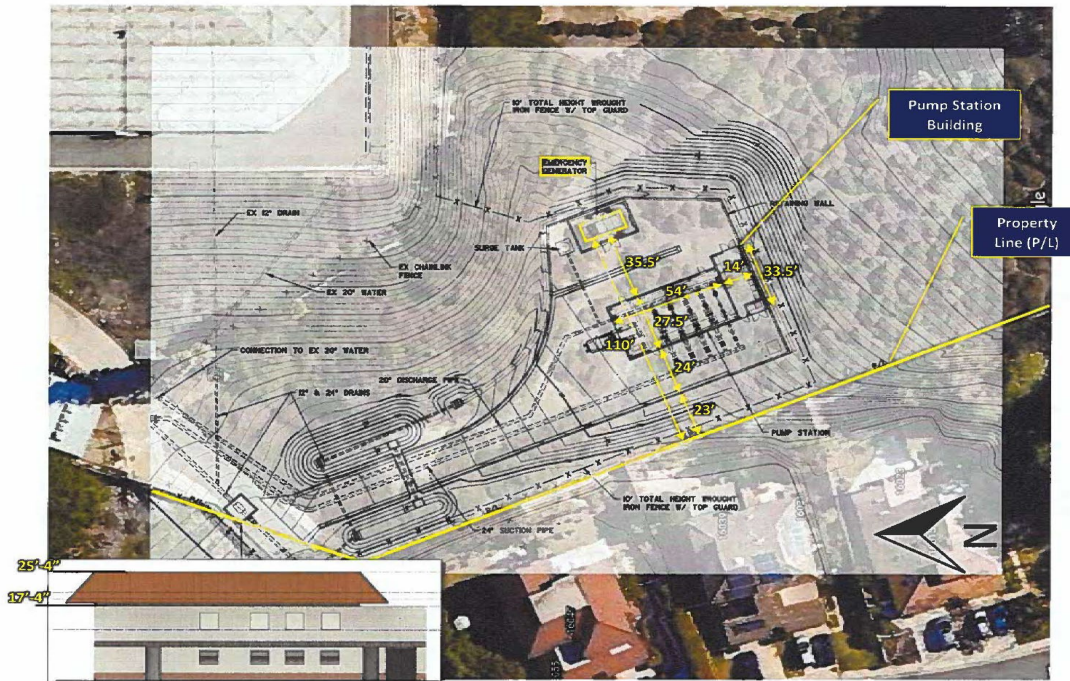 10' TOTAL HEIGHT WROUGHT
IRON FENCE W/ TOP GUARD
Pump Station
Building
EMERGENCY
GENERATOR
RETAINING WALL
EX 12" DRAIN
Property
Line (P/L)
SURGE TANK
EX CHAINLINK
FENCE
35.5'
14'
33.5'
EX 20" WATER
54'
27.5'
110'
CONNECTION TO EX 20" WATER
24'
20" DISCHARGE PIPE
12" & 24" DRAINS
23'
PUMP STATION
10' TOTAL HEIGHT WROUGHT
IRON FENCE W/ TOP GUARD
24" SUCTION PIPE
N
25'-4"
17'-4"